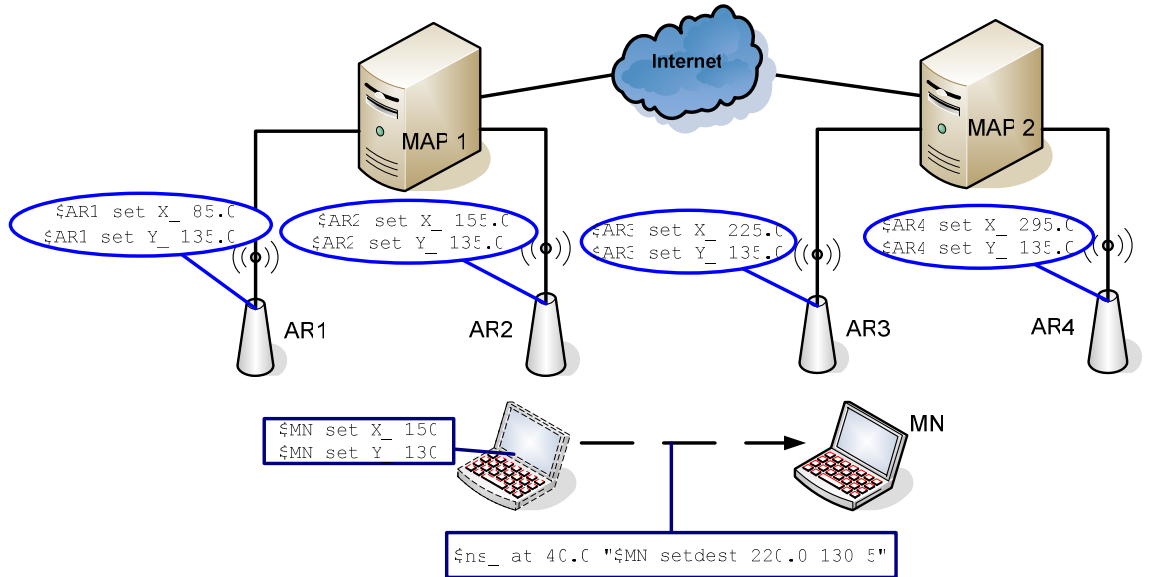 Internet
MAP 1
MAP 2
$AR1 set X_ 85.0
$AR1 set Y_ 135.0
$AR2 set X_ 155.0
$AR2 set Y_ 135.0
$AR3 set X_ 225.0
$AR3 set Y_ 135.0
$AR4 set X_ 295.0
$AR4 set Y_ 135.0
AR1
AR2
AR3
AR4
$MN set X_ 150
$MN set Y_ 130
MN
$ns_ at 40.0 "$MN setdest 220.0 130 5"